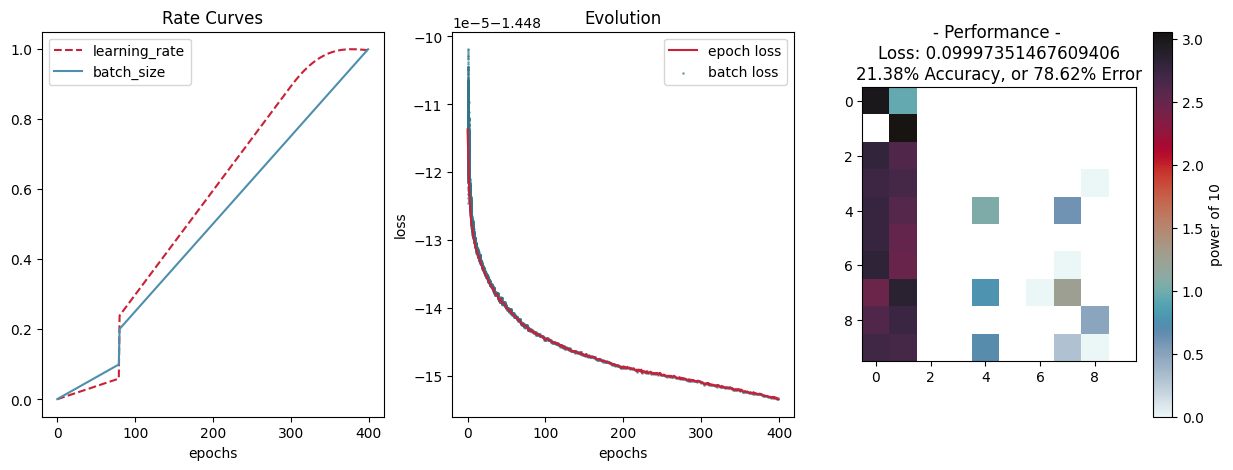 Rate Curves
learning_rate
batch_size
1.0
0.8
0.6
0.4
0.2
0.0
0 100 200 300 400
epochs
1e−5−1.448
Evolution
epoch loss
batch loss
loss
−10
−11
−12
−13
−14
−15
0 100 200 300 400
epochs
- Performance -
Loss: 0.09997351467609406
21.38% Accuracy, or 78.62% Error
0
2
4
6
8
0 2 4 6 8
3.0
2.5
2.0
1.5
1.0
0.5
0.0
power of 10